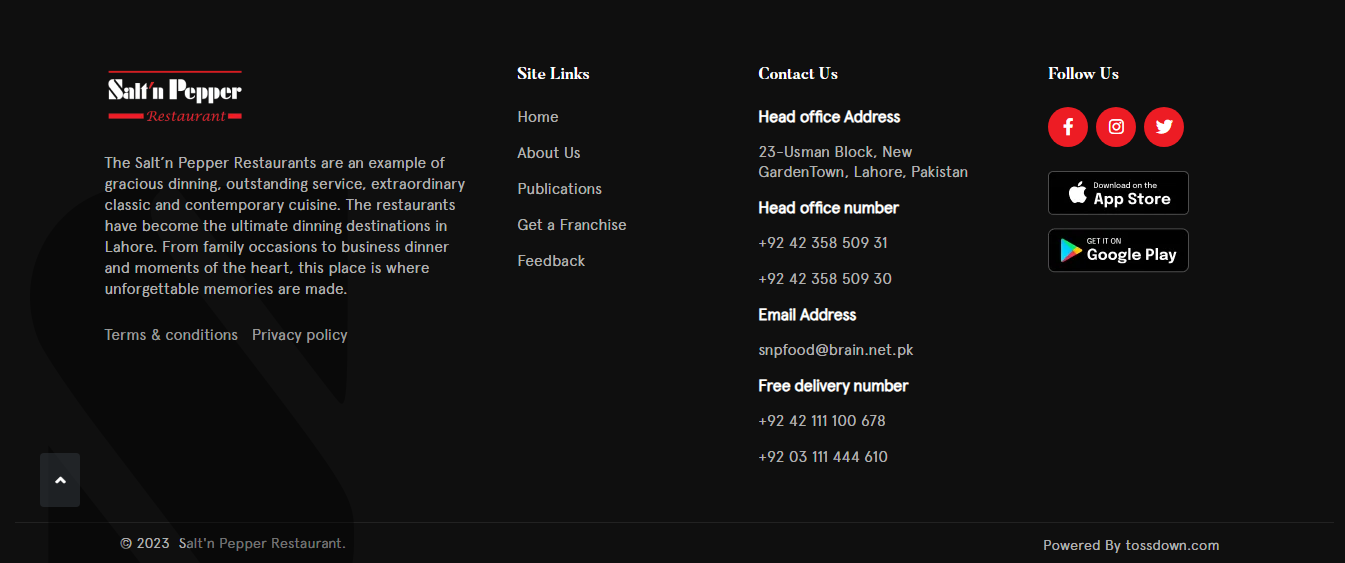 Salt'n Pepper
Restaurant
The Salt’n Pepper Restaurants are an example of
gracious dinning, outstanding service, extraordinary
classic and contemporary cuisine. The restaurants
have become the ultimate dinning destinations in
Lahore. From family occasions to business dinner
and moments of the heart, this place is where
unforgettable memories are made.
Terms & conditions Privacy policy
Site Links
Home
About Us
Publications
Get a Franchise
Feedback
Contact Us
Head office Address
23-Usman Block, New
GardenTown, Lahore, Pakistan
Head office number
+92 42 358 509 31
+92 42 358 509 30
Email Address
snpfood@brain.net.pk
Free delivery number
+92 42 111 100 678
+92 03 111 444 610
Follow Us
Download on the
App Store
GET IT ON
Google Play
© 2023 Salt'n Pepper Restaurant.
Powered By tossdown.com